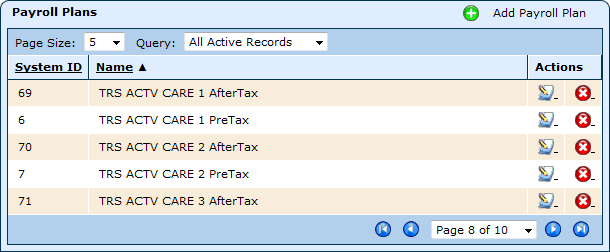 Payroll Plans Add Payroll Plan
Page Size: 5 Query: All Active Records
System ID Name ▲ Actions
69 TRS ACTV CARE 1 AfterTax
6 TRS ACTV CARE 1 PreTax
70 TRS ACTV CARE 2 AfterTax
7 TRS ACTV CARE 2 PreTax
71 TRS ACTV CARE 3 AfterTax
Page 8 of 10